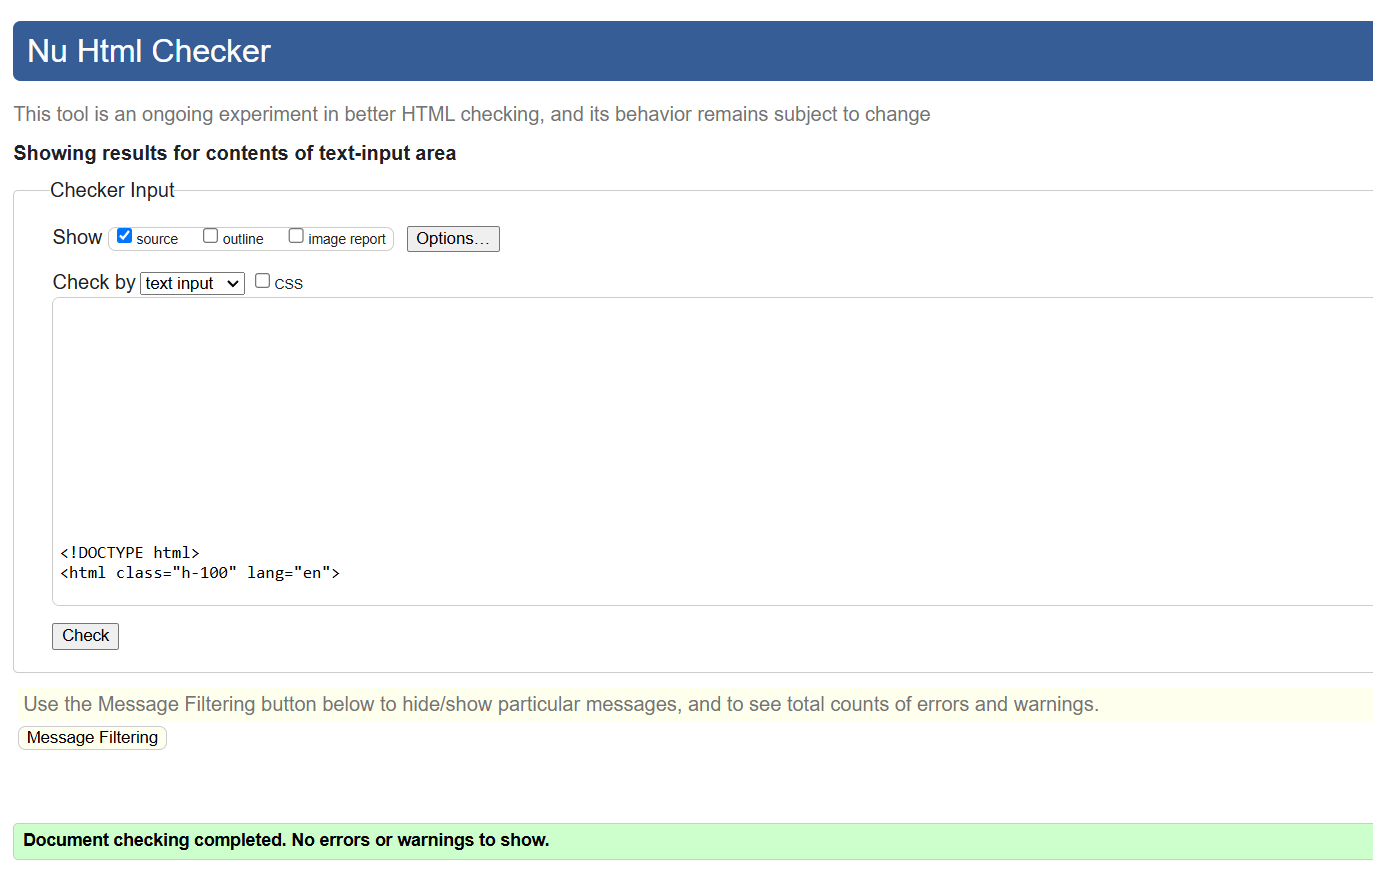 Nu Html Checker
This tool is an ongoing experiment in better HTML checking, and its behavior remains subject to change
Showing results for contents of text-input area
Checker Input
Show source outline image report Options...
Check by text input CSS
<!DOCTYPE html>
<html class="h-100" lang="en">
Check
Use the Message Filtering button below to hide/show particular messages, and to see total counts of errors and warnings.
Message Filtering
Document checking completed. No errors or warnings to show.